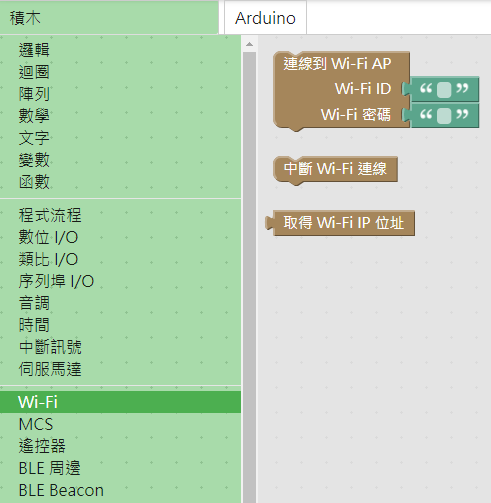 積木
Arduino
邏輯
迴圈
陣列
數學
文字
變數
函數
程式流程
數位 I/O
類比 I/O
序列埠 I/O
音調
時間
中斷訊號
伺服馬達
Wi-Fi
MCS
遙控器
BLE 周邊
BLE Beacon
連線到 Wi-Fi AP
Wi-Fi ID “ ”
Wi-Fi 密碼 “ ”
中斷 Wi-Fi 連線
取得 Wi-Fi IP 位址